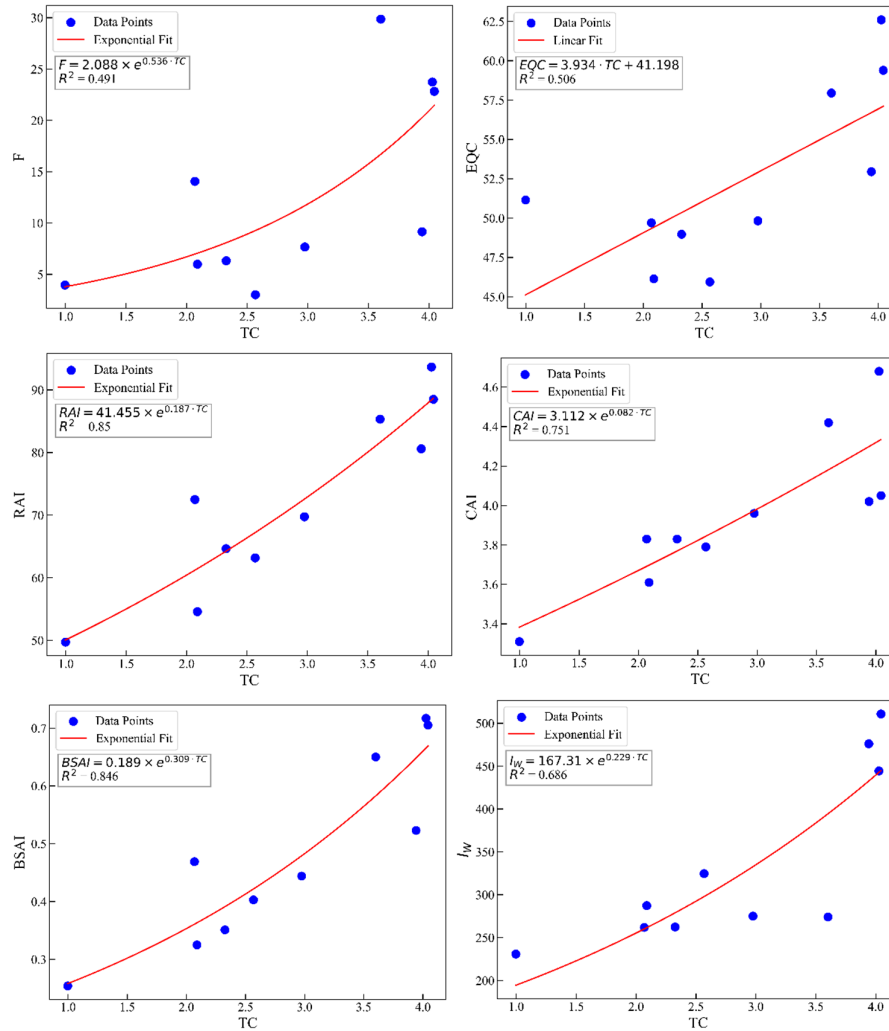 Data Points
Exponential Fit
F = 2.088 × e^{0.536·TC}
R² = 0.491
30
25
20
15
10
5
F
1.0 1.5 2.0 2.5 3.0 3.5 4.0
TC
Data Points
Linear Fit
EQC = 3.934 · TC + 41.198
R² = 0.506
62.5
60.0
57.5
55.0
52.5
50.0
47.5
45.0
EQC
1.0 1.5 2.0 2.5 3.0 3.5 4.0
TC
Data Points
Exponential Fit
RAI = 41.455 × e^{0.187·TC}
R² 0.85
90
80
70
60
50
RAI
1.0 1.5 2.0 2.5 3.0 3.5 4.0
TC
Data Points
Exponential Fit
CAI = 3.112 × e^{0.082·TC}
R² = 0.751
4.6
4.4
4.2
4.0
3.8
3.6
3.4
CAI
1.0 1.5 2.0 2.5 3.0 3.5 4.0
TC
Data Points
Exponential Fit
BSAI = 0.189 × e^{0.309·TC}
R² = 0.846
0.7
0.6
0.5
0.4
0.3
BSAI
1.0 1.5 2.0 2.5 3.0 3.5 4.0
TC
Data Points
Exponential Fit
I_W = 167.31 × e^{0.229·TC}
R² = 0.686
500
450
400
350
300
250
200
I_W
1.0 1.5 2.0 2.5 3.0 3.5 4.0
TC